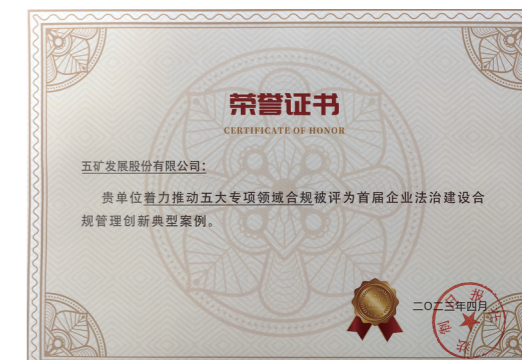 荣誉证书
CERTIFICATE OF HONOR
五矿发展股份有限公司：
贵单位着力推动五大专项领域合规被评为首届企业法治建设合
规管理创新典型案例。
二〇二三年四月